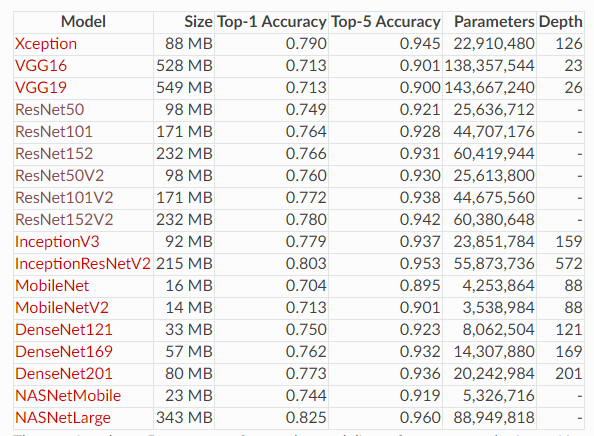 Model Size Top-1 Accuracy Top-5 Accuracy Parameters Depth
Xception 88 MB 0.790 0.945 22,910,480 126
VGG16 528 MB 0.713 0.901 138,357,544 23
VGG19 549 MB 0.713 0.900 143,667,240 26
ResNet50 98 MB 0.749 0.921 25,636,712 -
ResNet101 171 MB 0.764 0.928 44,707,176 -
ResNet152 232 MB 0.766 0.931 60,419,944 -
ResNet50V2 98 MB 0.760 0.930 25,613,800 -
ResNet101V2 171 MB 0.772 0.938 44,675,560 -
ResNet152V2 232 MB 0.780 0.942 60,380,648 -
InceptionV3 92 MB 0.779 0.937 23,851,784 159
InceptionResNetV2 215 MB 0.803 0.953 55,873,736 572
MobileNet 16 MB 0.704 0.895 4,253,864 88
MobileNetV2 14 MB 0.713 0.901 3,538,984 88
DenseNet121 33 MB 0.750 0.923 8,062,504 121
DenseNet169 57 MB 0.762 0.932 14,307,880 169
DenseNet201 80 MB 0.773 0.936 20,242,984 201
NASNetMobile 23 MB 0.744 0.919 5,326,716 -
NASNetLarge 343 MB 0.825 0.960 88,949,818 -